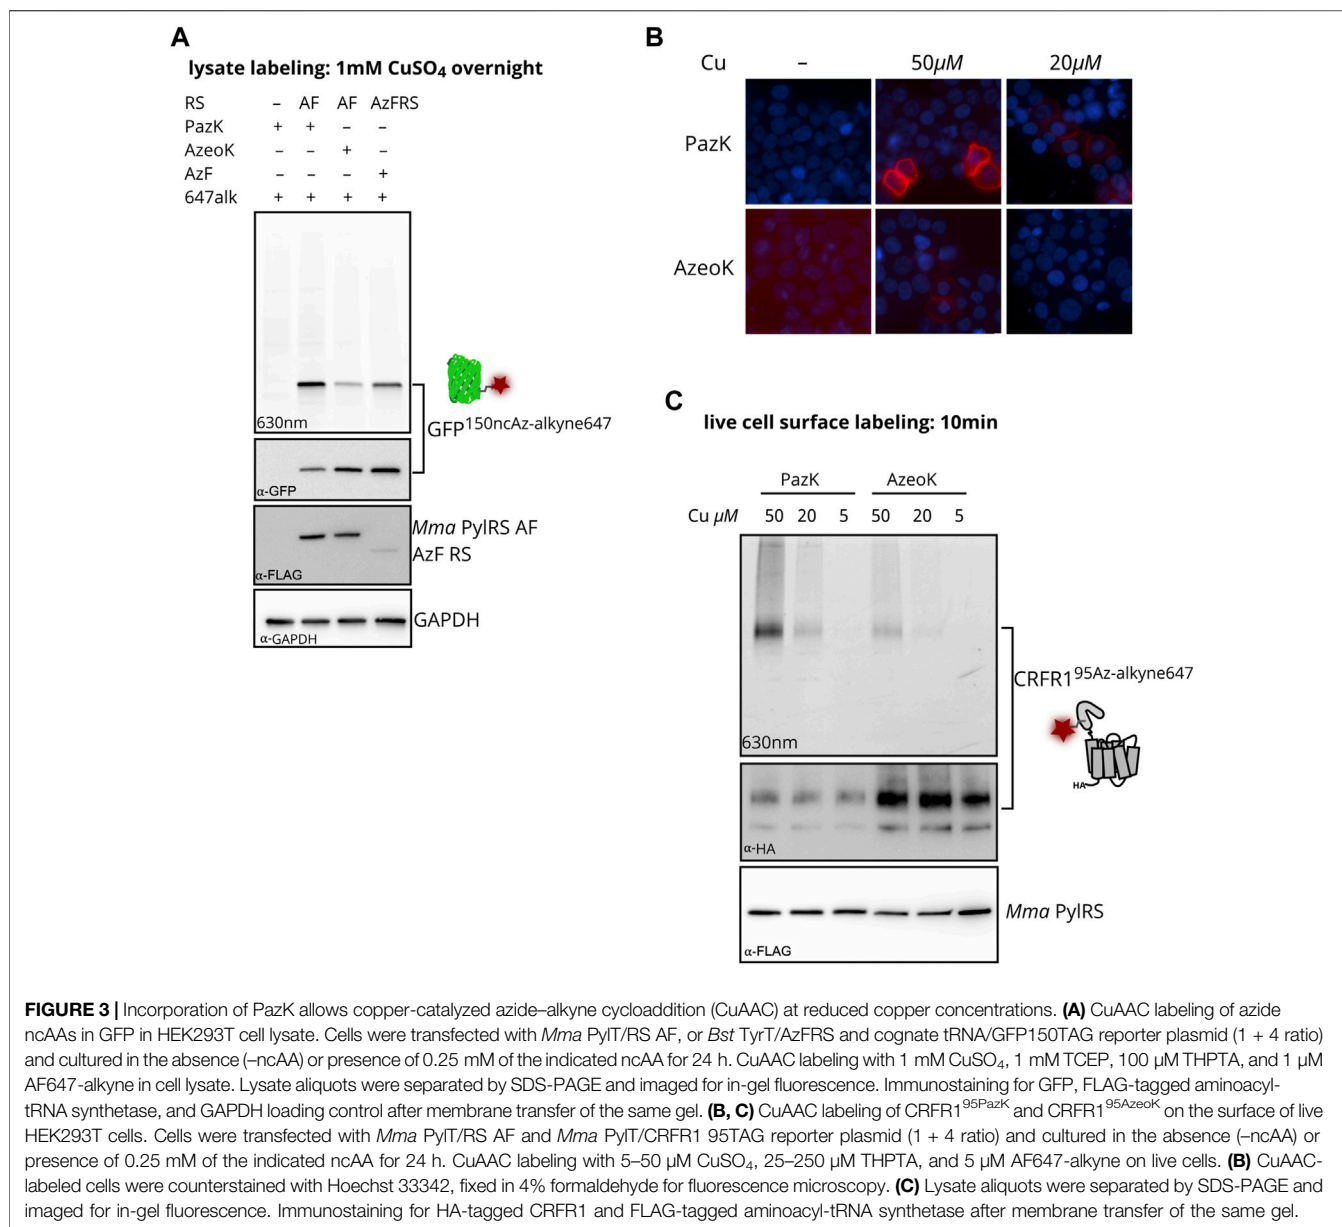 A
lysate labeling: 1mM CuSO₄ overnight
RS – AF AF AzFRS
PazK + + – –
AzeoK – – + –
AzF – – – +
647alk + + + +
630nm
GFP150ncAz-alkyne647
α-GFP
Mma PylRS AF
AzF RS
α-FLAG
GAPDH
α-GAPDH
B
Cu – 50μM 20μM
PazK
AzeoK
C
live cell surface labeling: 10min
PazK AzeoK
Cu μM 50 20 5 50 20 5
CRFR195Az-alkyne647
630nm
HA
α-HA
Mma PylRS
α-FLAG
FIGURE 3 | Incorporation of PazK allows copper-catalyzed azide–alkyne cycloaddition (CuAAC) at reduced copper concentrations. (A) CuAAC labeling of azide
ncAAs in GFP in HEK293T cell lysate. Cells were transfected with Mma PylT/RS AF, or Bst TyrT/AzFRS and cognate tRNA/GFP150TAG reporter plasmid (1 + 4 ratio)
and cultured in the absence (–ncAA) or presence of 0.25 mM of the indicated ncAA for 24 h. CuAAC labeling with 1 mM CuSO₄, 1 mM TCEP, 100 μM THPTA, and 1 μM
AF647-alkyne in cell lysate. Lysate aliquots were separated by SDS-PAGE and imaged for in-gel fluorescence. Immunostaining for GFP, FLAG-tagged aminoacyl-
tRNA synthetase, and GAPDH loading control after membrane transfer of the same gel. (B, C) CuAAC labeling of CRFR195PazK and CRFR195AzeoK on the surface of live
HEK293T cells. Cells were transfected with Mma PylT/RS AF and Mma PylT/CRFR1 95TAG reporter plasmid (1 + 4 ratio) and cultured in the absence (–ncAA) or
presence of 0.25 mM of the indicated ncAA for 24 h. CuAAC labeling with 5–50 μM CuSO₄, 25–250 μM THPTA, and 5 μM AF647-alkyne on live cells. (B) CuAAC-
labeled cells were counterstained with Hoechst 33342, fixed in 4% formaldehyde for fluorescence microscopy. (C) Lysate aliquots were separated by SDS-PAGE and
imaged for in-gel fluorescence. Immunostaining for HA-tagged CRFR1 and FLAG-tagged aminoacyl-tRNA synthetase after membrane transfer of the same gel.